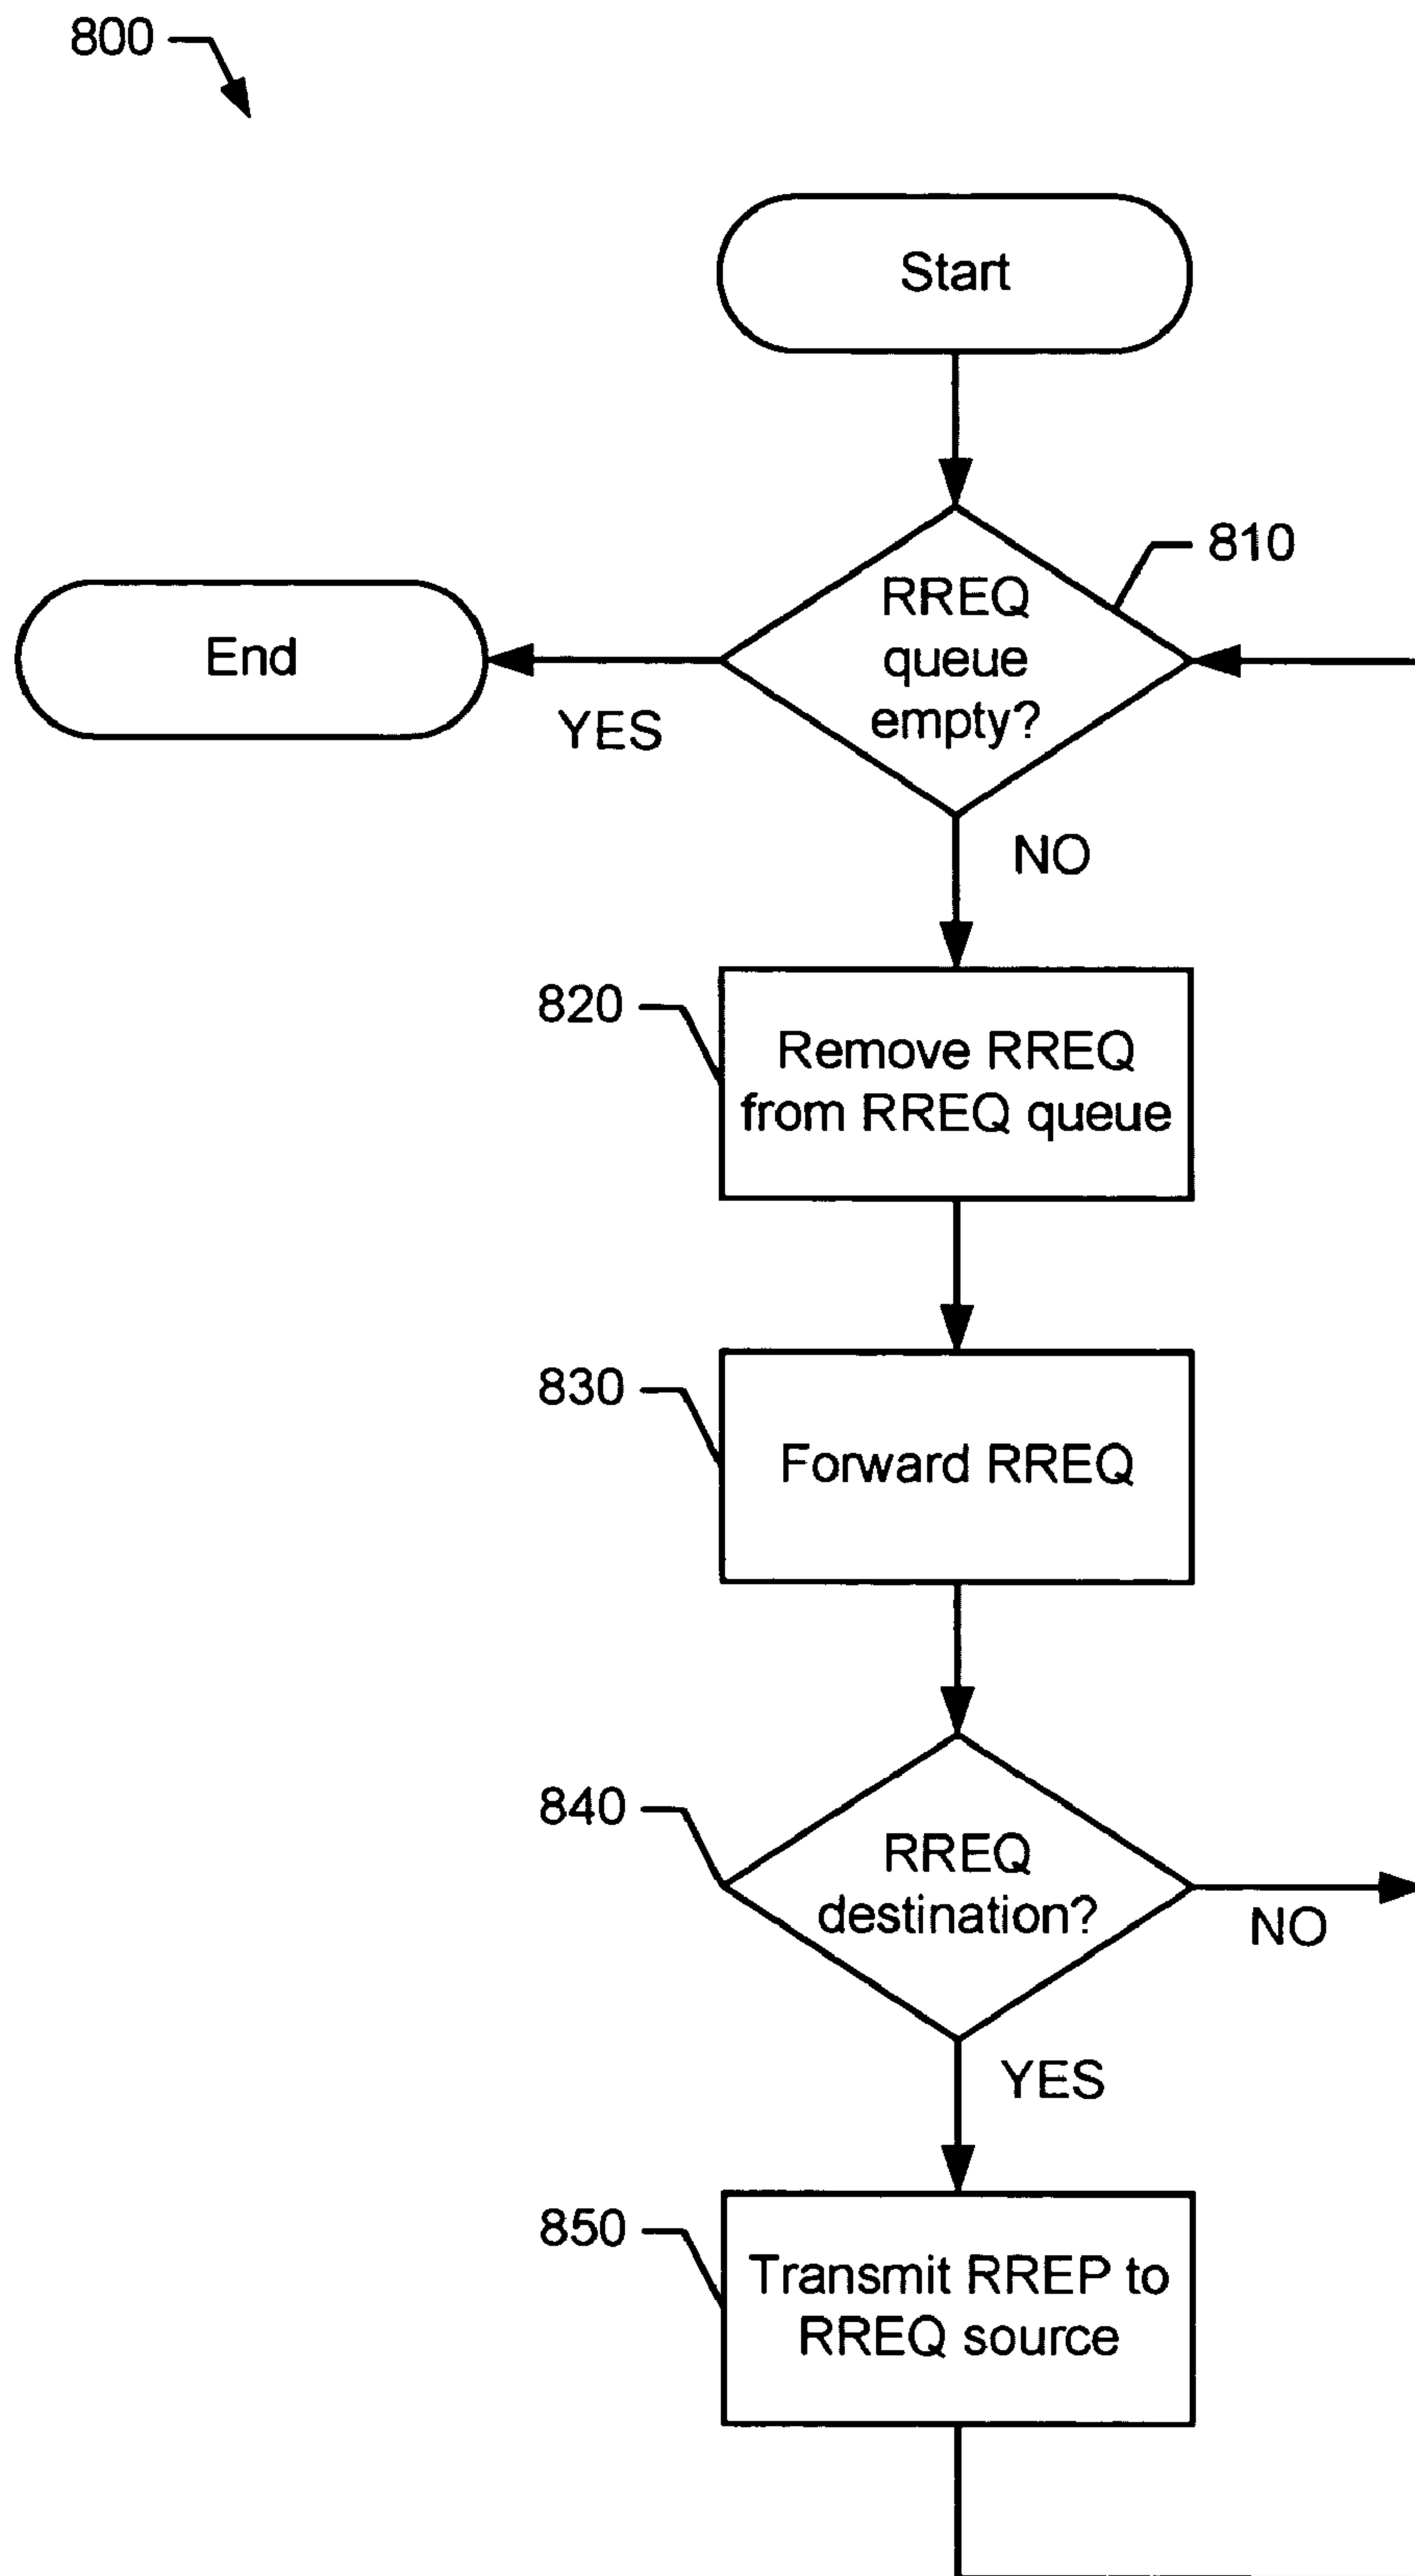 800
Start
810
RREQ
queue
empty?
End
YES
NO
820
Remove RREQ
from RREQ queue
830
Forward RREQ
840
RREQ
destination?
NO
YES
850
Transmit RREP to
RREQ source